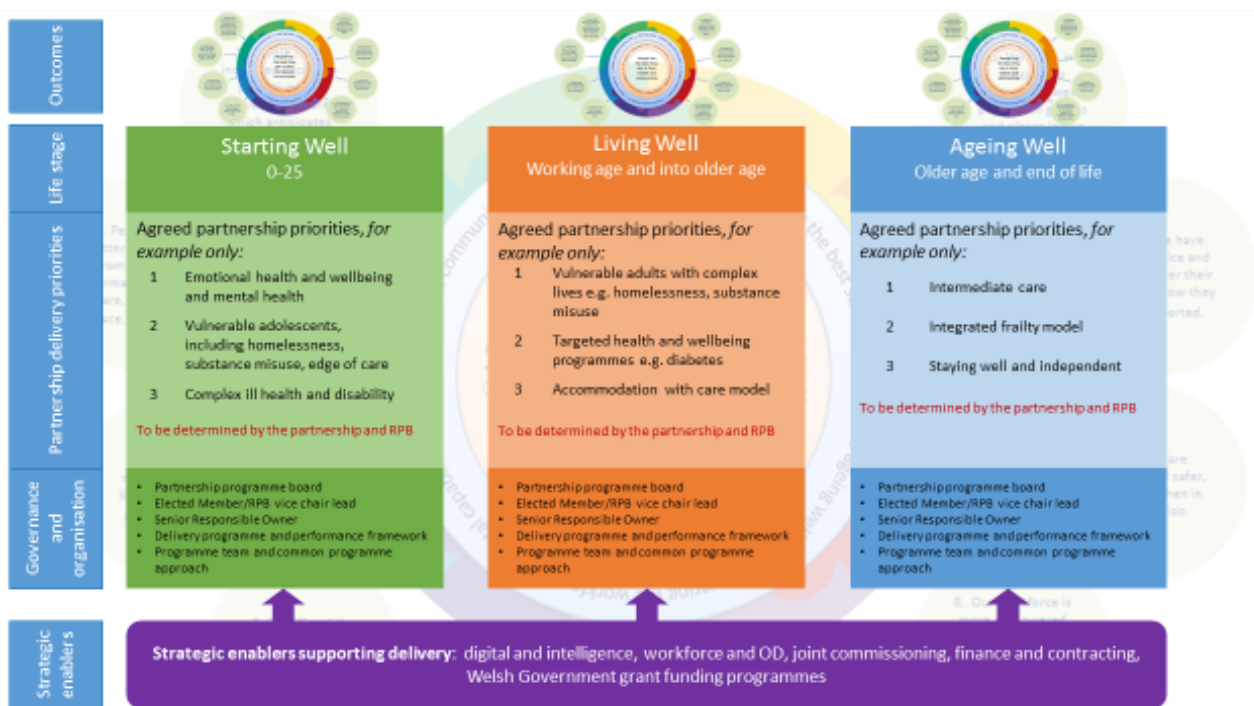 Outcomes
Life stage
Starting Well
0-25
Living Well
Working age and into older age
Ageing Well
Older age and end of life
Partnership delivery priorities
Agreed partnership priorities, for
example only:
1 Emotional health and wellbeing
and mental health
2 Vulnerable adolescents,
including homelessness,
substance misuse, edge of care
3 Complex ill health and disability
To be determined by the partnership and RPB
Agreed partnership priorities, for
example only:
1 Vulnerable adults with complex
lives e.g. homelessness, substance
misuse
2 Targeted health and wellbeing
programmes e.g. diabetes
3 Accommodation with care model
To be determined by the partnership and RPB
Agreed partnership priorities, for
example only:
1 Intermediate care
2 Integrated frailty model
3 Staying well and independent
To be determined by the partnership and RPB
Governance
and
organisation
• Partnership programme board
• Elected Member/RPB vice chair lead
• Senior Responsible Owner
• Delivery programme and performance framework
• Programme team and common programme
approach
• Partnership programme board
• Elected Member/RPB vice chair lead
• Senior Responsible Owner
• Delivery programme and performance framework
• Programme team and common programme
approach
• Partnership programme board
• Elected Member/RPB vice chair lead
• Senior Responsible Owner
• Delivery programme and performance framework
• Programme team and common programme
approach
Strategic
enablers
Strategic enablers supporting delivery: digital and intelligence, workforce and OD, joint commissioning, finance and contracting,
Welsh Government grant funding programmes